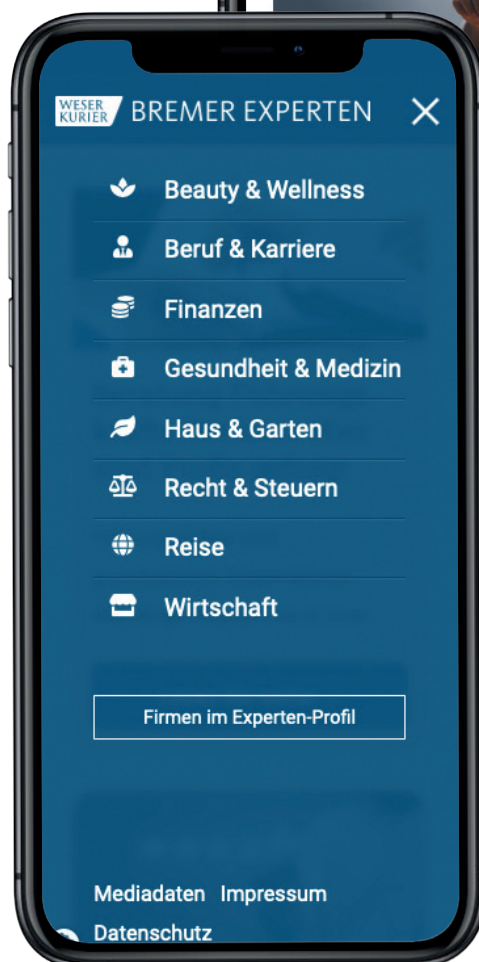 WESER
KURIER BREMER EXPERTEN
Beauty & Wellness
Beruf & Karriere
Finanzen
Gesundheit & Medizin
Haus & Garten
Recht & Steuern
Reise
Wirtschaft
Firmen im Experten-Profil
Mediadaten Impressum
Datenschutz